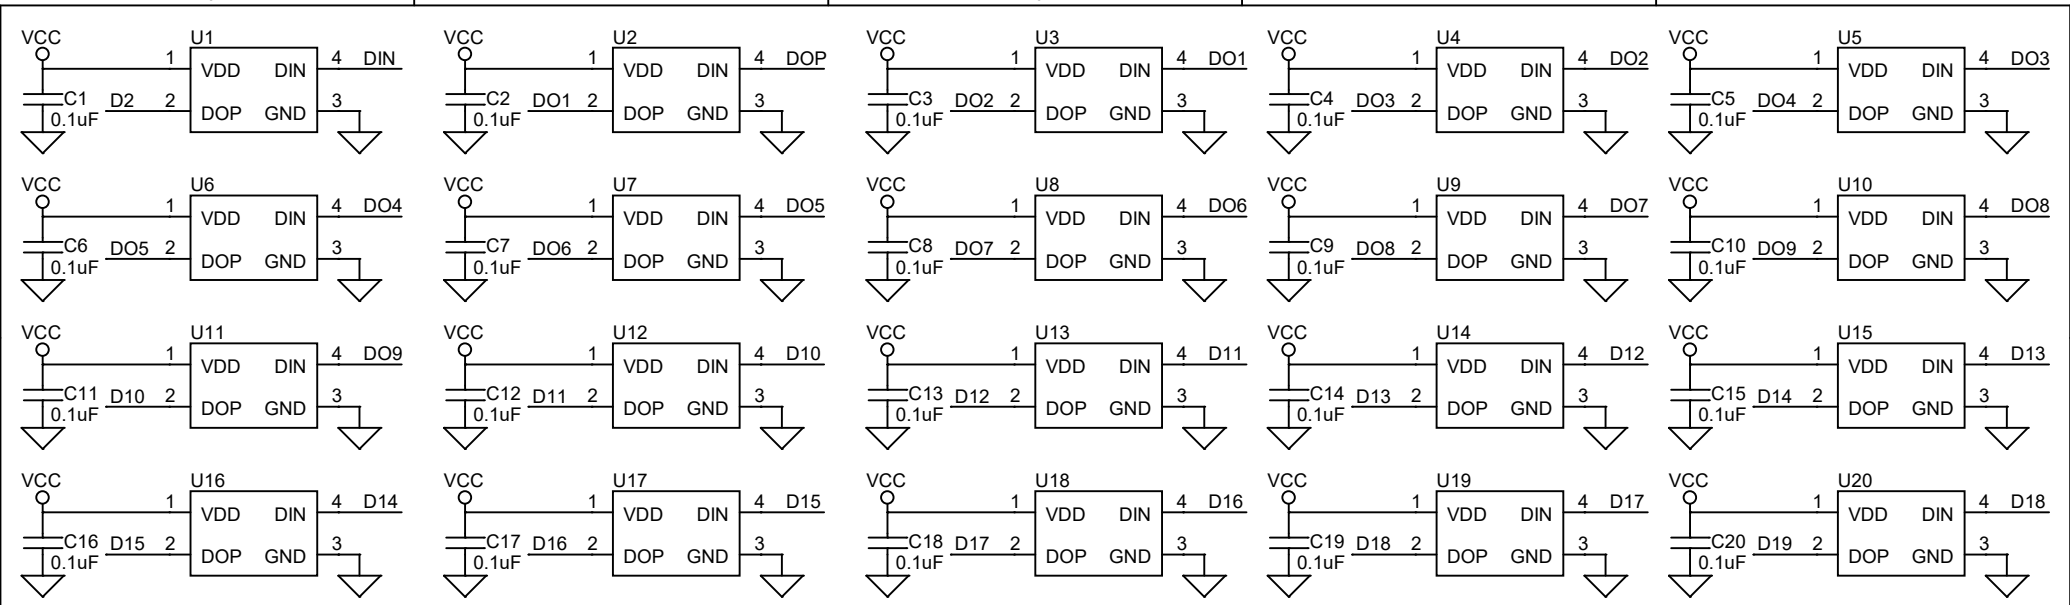 VCC U1 VCC U2 VCC U3 VCC U4 VCC U5
1 VDD DIN 4 DIN 1 VDD DIN 4 DOP 1 VDD DIN 4 DO1 1 VDD DIN 4 DO2 1 VDD DIN 4 DO3
C1 D2 2 DOP GND 3 C2 DO1 2 DOP GND 3 C3 DO2 2 DOP GND 3 C4 DO3 2 DOP GND 3 C5 DO4 2 DOP GND 3
0.1uF 0.1uF 0.1uF 0.1uF 0.1uF
VCC U6 VCC U7 VCC U8 VCC U9 VCC U10
1 VDD DIN 4 DO4 1 VDD DIN 4 DO5 1 VDD DIN 4 DO6 1 VDD DIN 4 DO7 1 VDD DIN 4 DO8
C6 DO5 2 DOP GND 3 C7 DO6 2 DOP GND 3 C8 DO7 2 DOP GND 3 C9 DO8 2 DOP GND 3 C10 DO9 2 DOP GND 3
0.1uF 0.1uF 0.1uF 0.1uF 0.1uF
VCC U11 VCC U12 VCC U13 VCC U14 VCC U15
1 VDD DIN 4 DO9 1 VDD DIN 4 D10 1 VDD DIN 4 D11 1 VDD DIN 4 D12 1 VDD DIN 4 D13
C11 D10 2 DOP GND 3 C12 D11 2 DOP GND 3 C13 D12 2 DOP GND 3 C14 D13 2 DOP GND 3 C15 D14 2 DOP GND 3
0.1uF 0.1uF 0.1uF 0.1uF 0.1uF
VCC U16 VCC U17 VCC U18 VCC U19 VCC U20
1 VDD DIN 4 D14 1 VDD DIN 4 D15 1 VDD DIN 4 D16 1 VDD DIN 4 D17 1 VDD DIN 4 D18
C16 D15 2 DOP GND 3 C17 D16 2 DOP GND 3 C18 D17 2 DOP GND 3 C19 D18 2 DOP GND 3 C20 D19 2 DOP GND 3
0.1uF 0.1uF 0.1uF 0.1uF 0.1uF